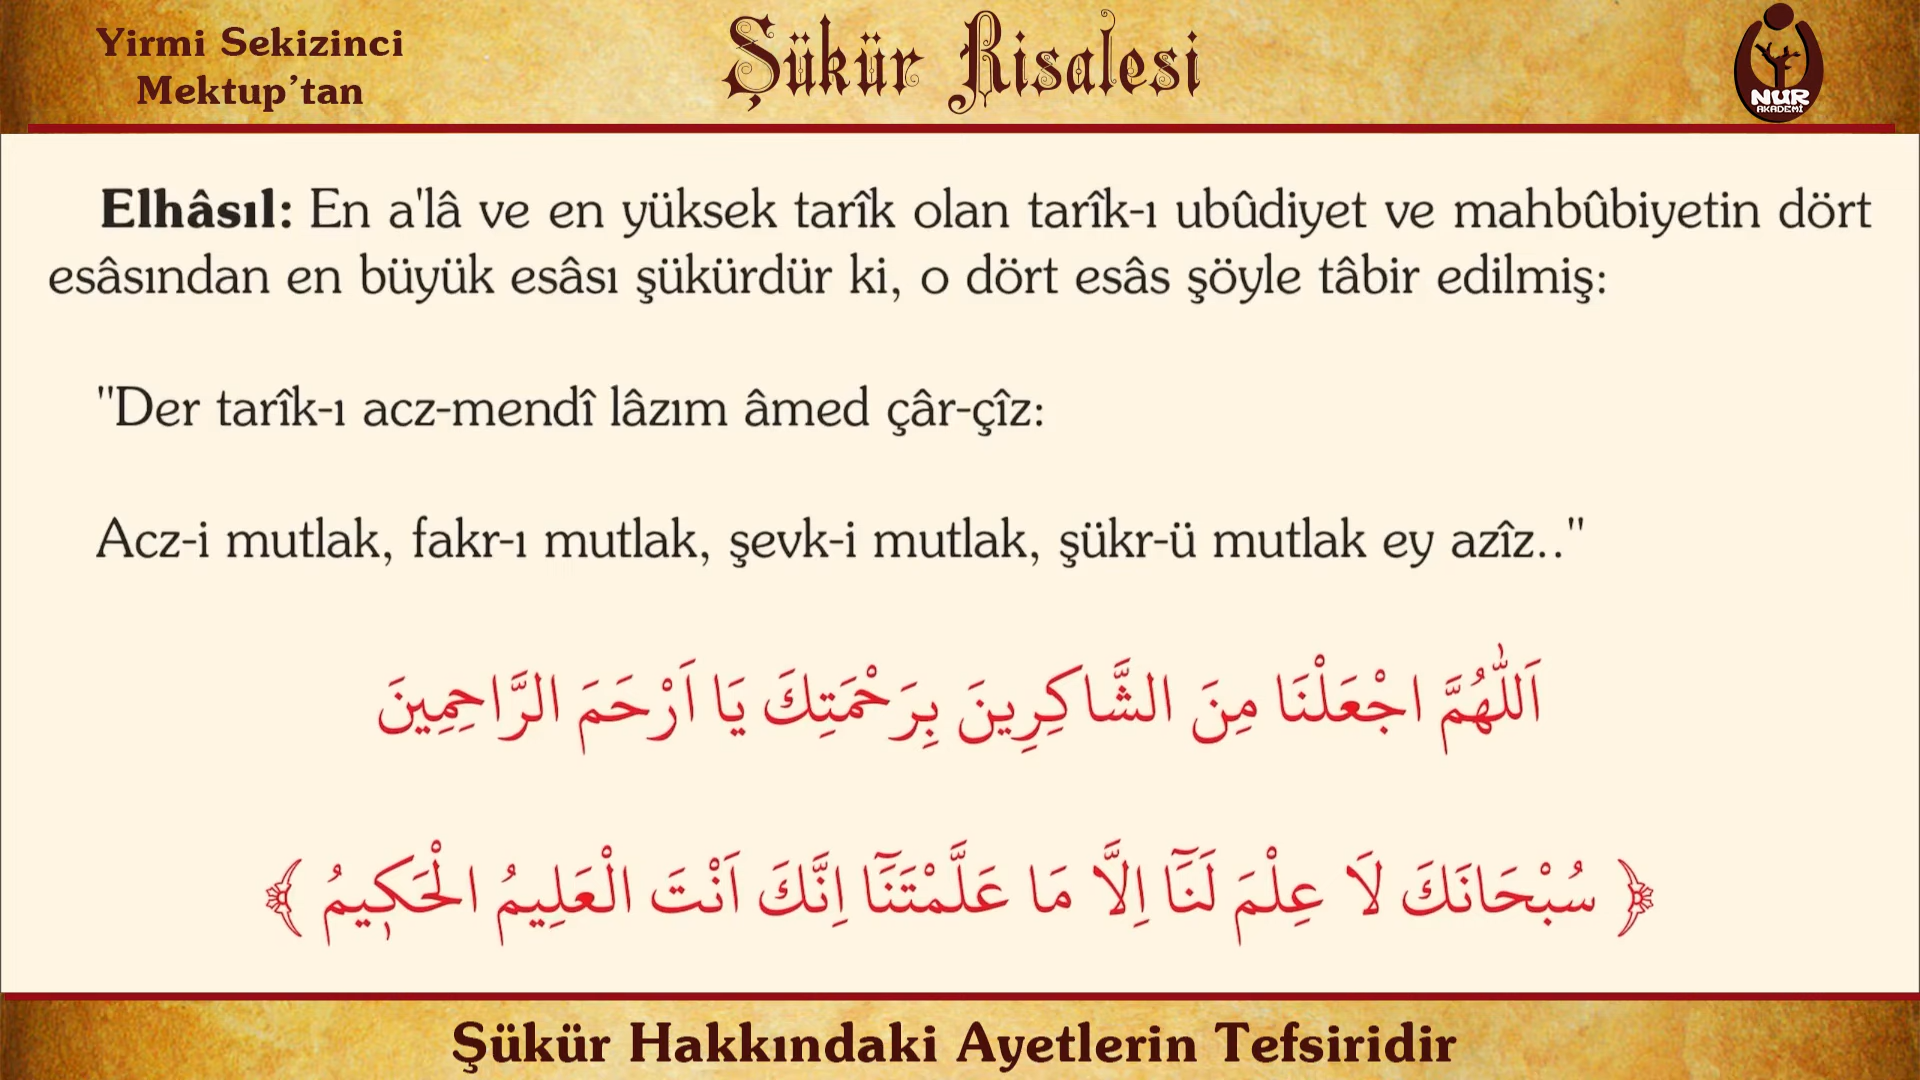 Yirmi Sekizinci
Mektup’tan
Şükür Risalesi
NUR
AKADEMİ
Elhâsıl: En a'lâ ve en yüksek tarîk olan tarîk-ı ubûdiyet ve mahbûbiyetin dört
esâsından en büyük esâsı şükürdür ki, o dört esâs şöyle tâbir edilmiş:
"Der tarîk-ı acz-mendî lâzım âmed çâr-çîz:
Acz-i mutlak, fakr-ı mutlak, şevk-i mutlak, şükr-ü mutlak ey azîz.."
اَللّٰهُمَّ اجْعَلْنَا مِنَ الشَّاكِرِينَ بِرَحْمَتِكَ يَا اَرْحَمَ الرَّاحِمِينَ
﴿ سُبْحَانَكَ لَا عِلْمَ لَنَٓا اِلَّا مَا عَلَّمْتَنَٓا اِنَّكَ اَنْتَ الْعَلِيمُ الْحَكِيمُ ﴾
Şükür Hakkındaki Ayetlerin Tefsiridir